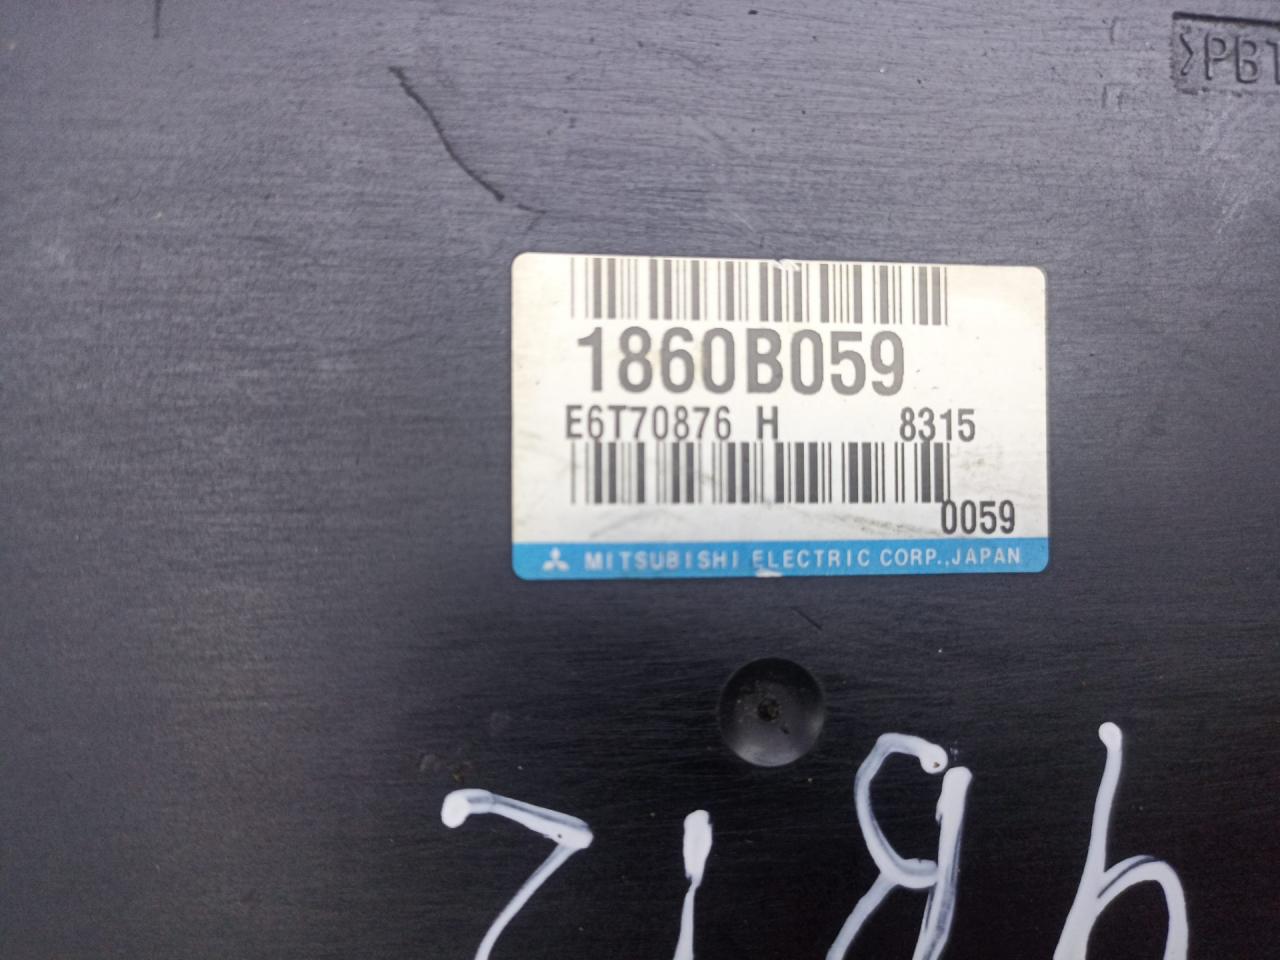 >PBT
1860B059
E6T70876 H 8315
0059
MITSUBISHI ELECTRIC CORP.,JAPAN